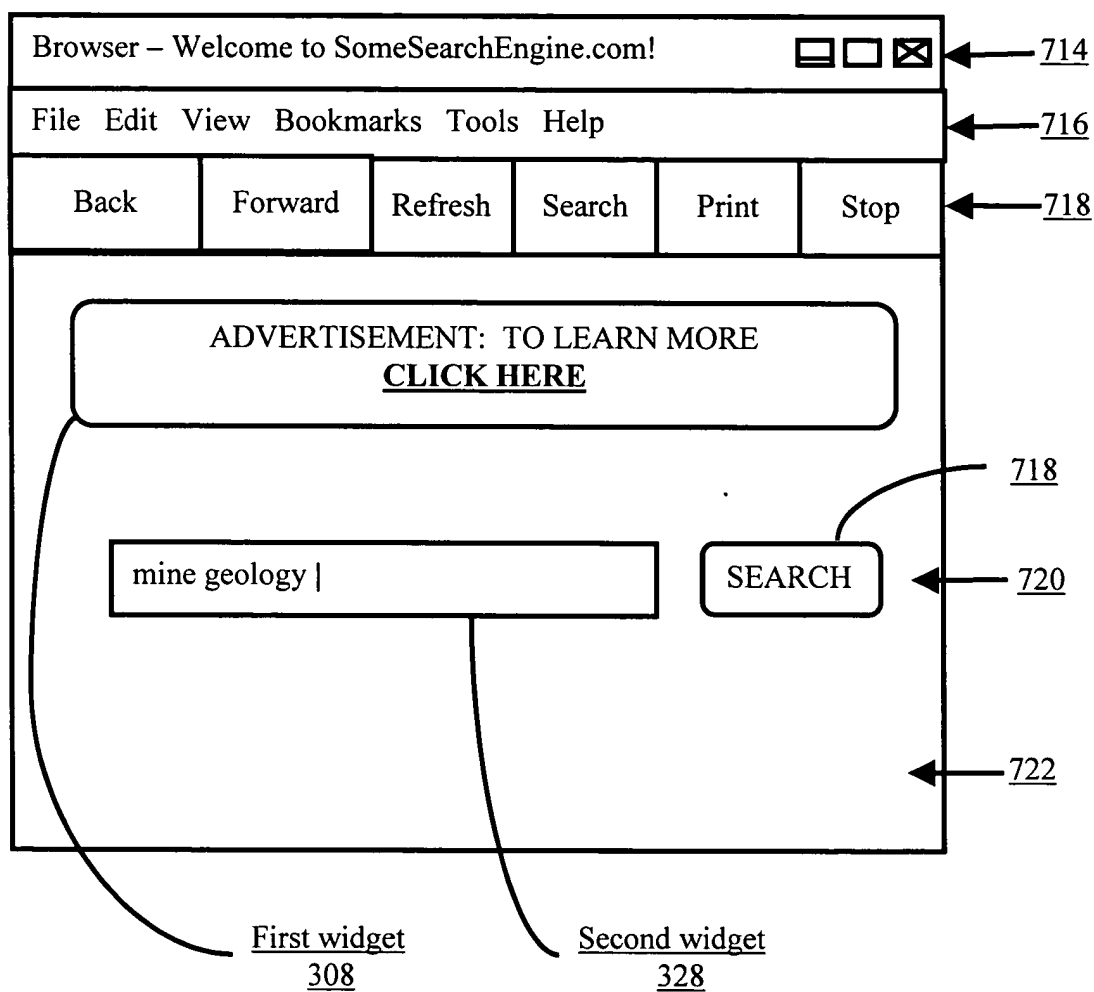 Browser – Welcome to SomeSearchEngine.com!
714
File Edit View Bookmarks Tools Help
716
Back Forward Refresh Search Print Stop
718
ADVERTISEMENT: TO LEARN MORE
CLICK HERE
718
mine geology |
SEARCH
720
722
First widget
308
Second widget
328